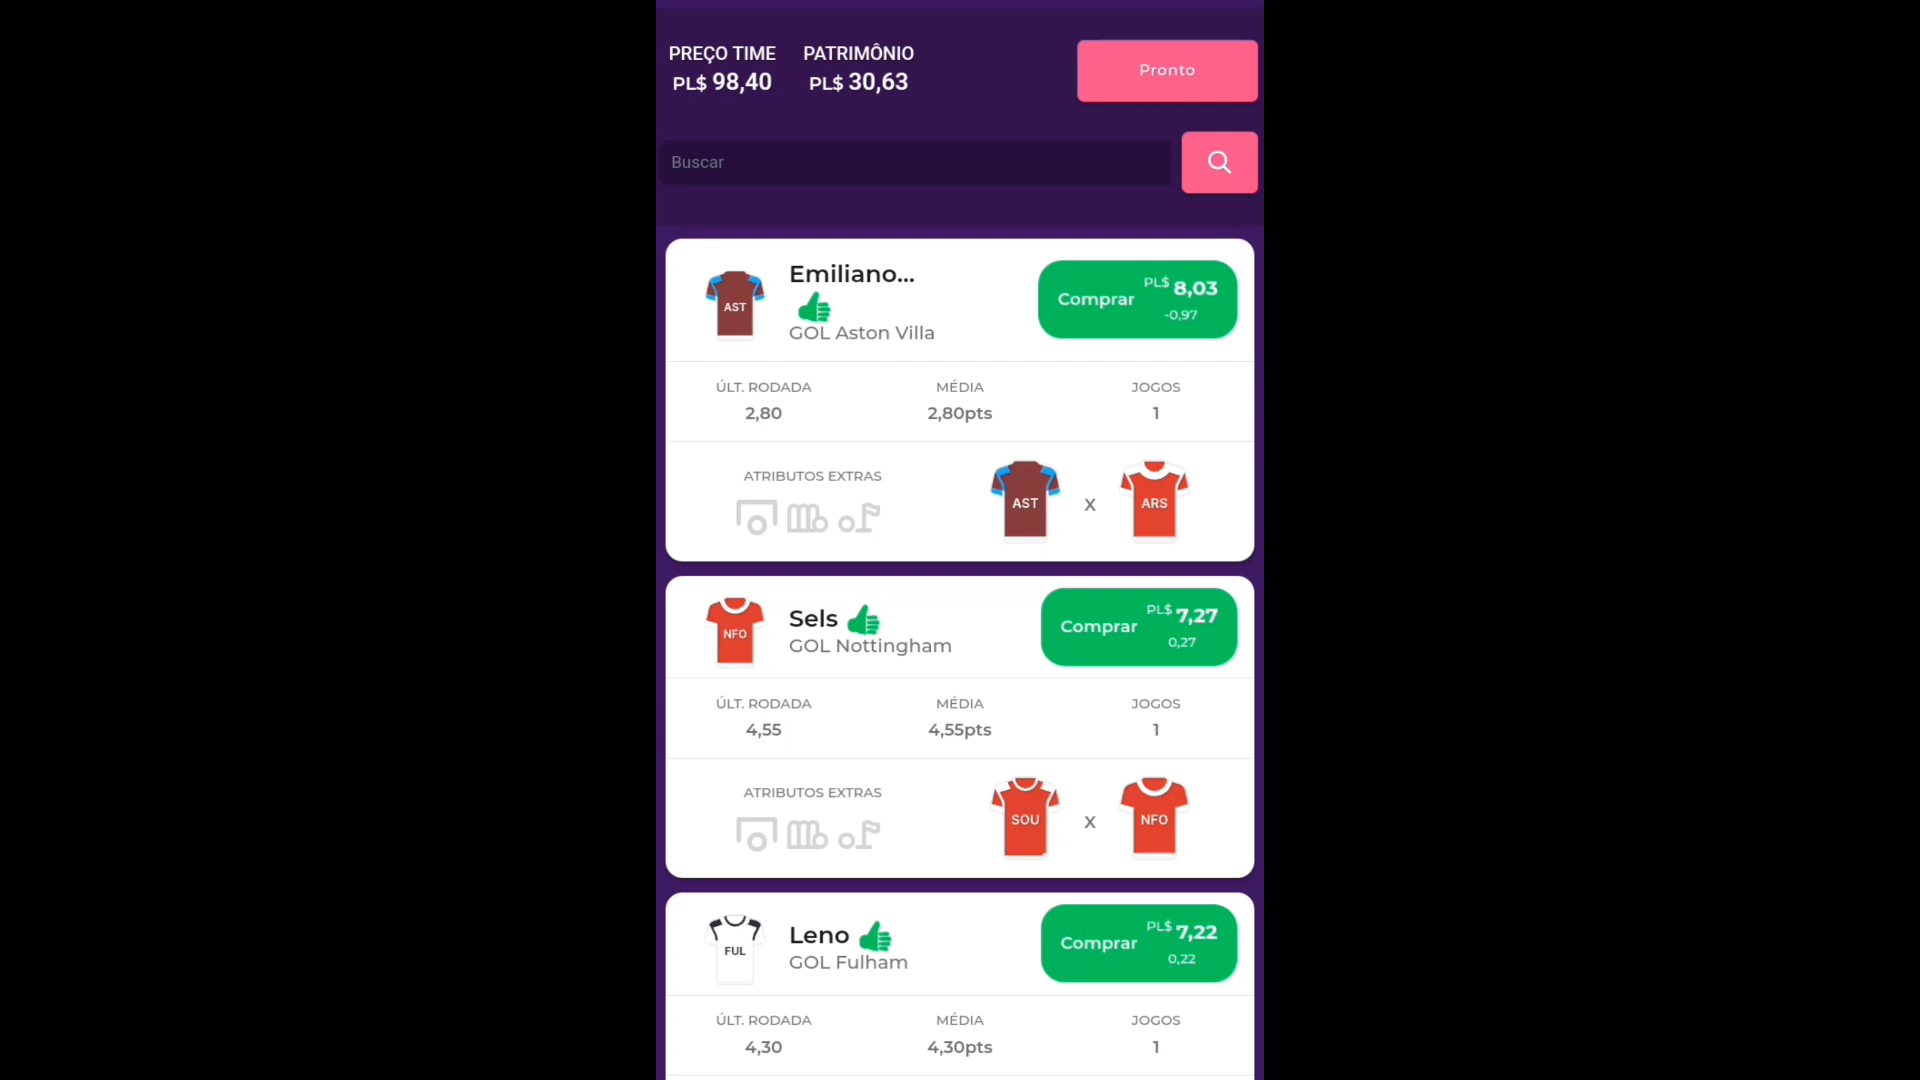 PREÇO TIME PATRIMÔNIO
PL$ 98,40 PL$ 30,63
Pronto
Buscar
Emiliano...
AST
GOL Aston Villa
Comprar PL$ 8,03
-0,97
ÚLT. RODADA MÉDIA JOGOS
2,80 2,80pts 1
ATRIBUTOS EXTRAS
AST X ARS
Sels
NFO
GOL Nottingham
Comprar PL$ 7,27
0,27
ÚLT. RODADA MÉDIA JOGOS
4,55 4,55pts 1
ATRIBUTOS EXTRAS
SOU X NFO
Leno
FUL
GOL Fulham
Comprar PL$ 7,22
0,22
ÚLT. RODADA MÉDIA JOGOS
4,30 4,30pts 1